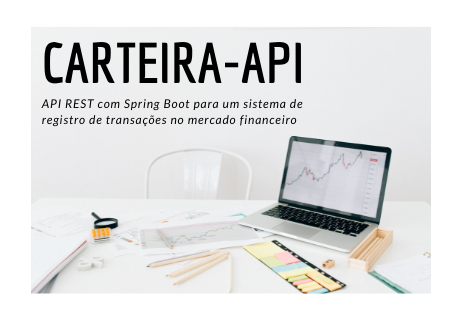 CARTEIRA-API
API REST com Spring Boot para um sistema de
registro de transações no mercado financeiro